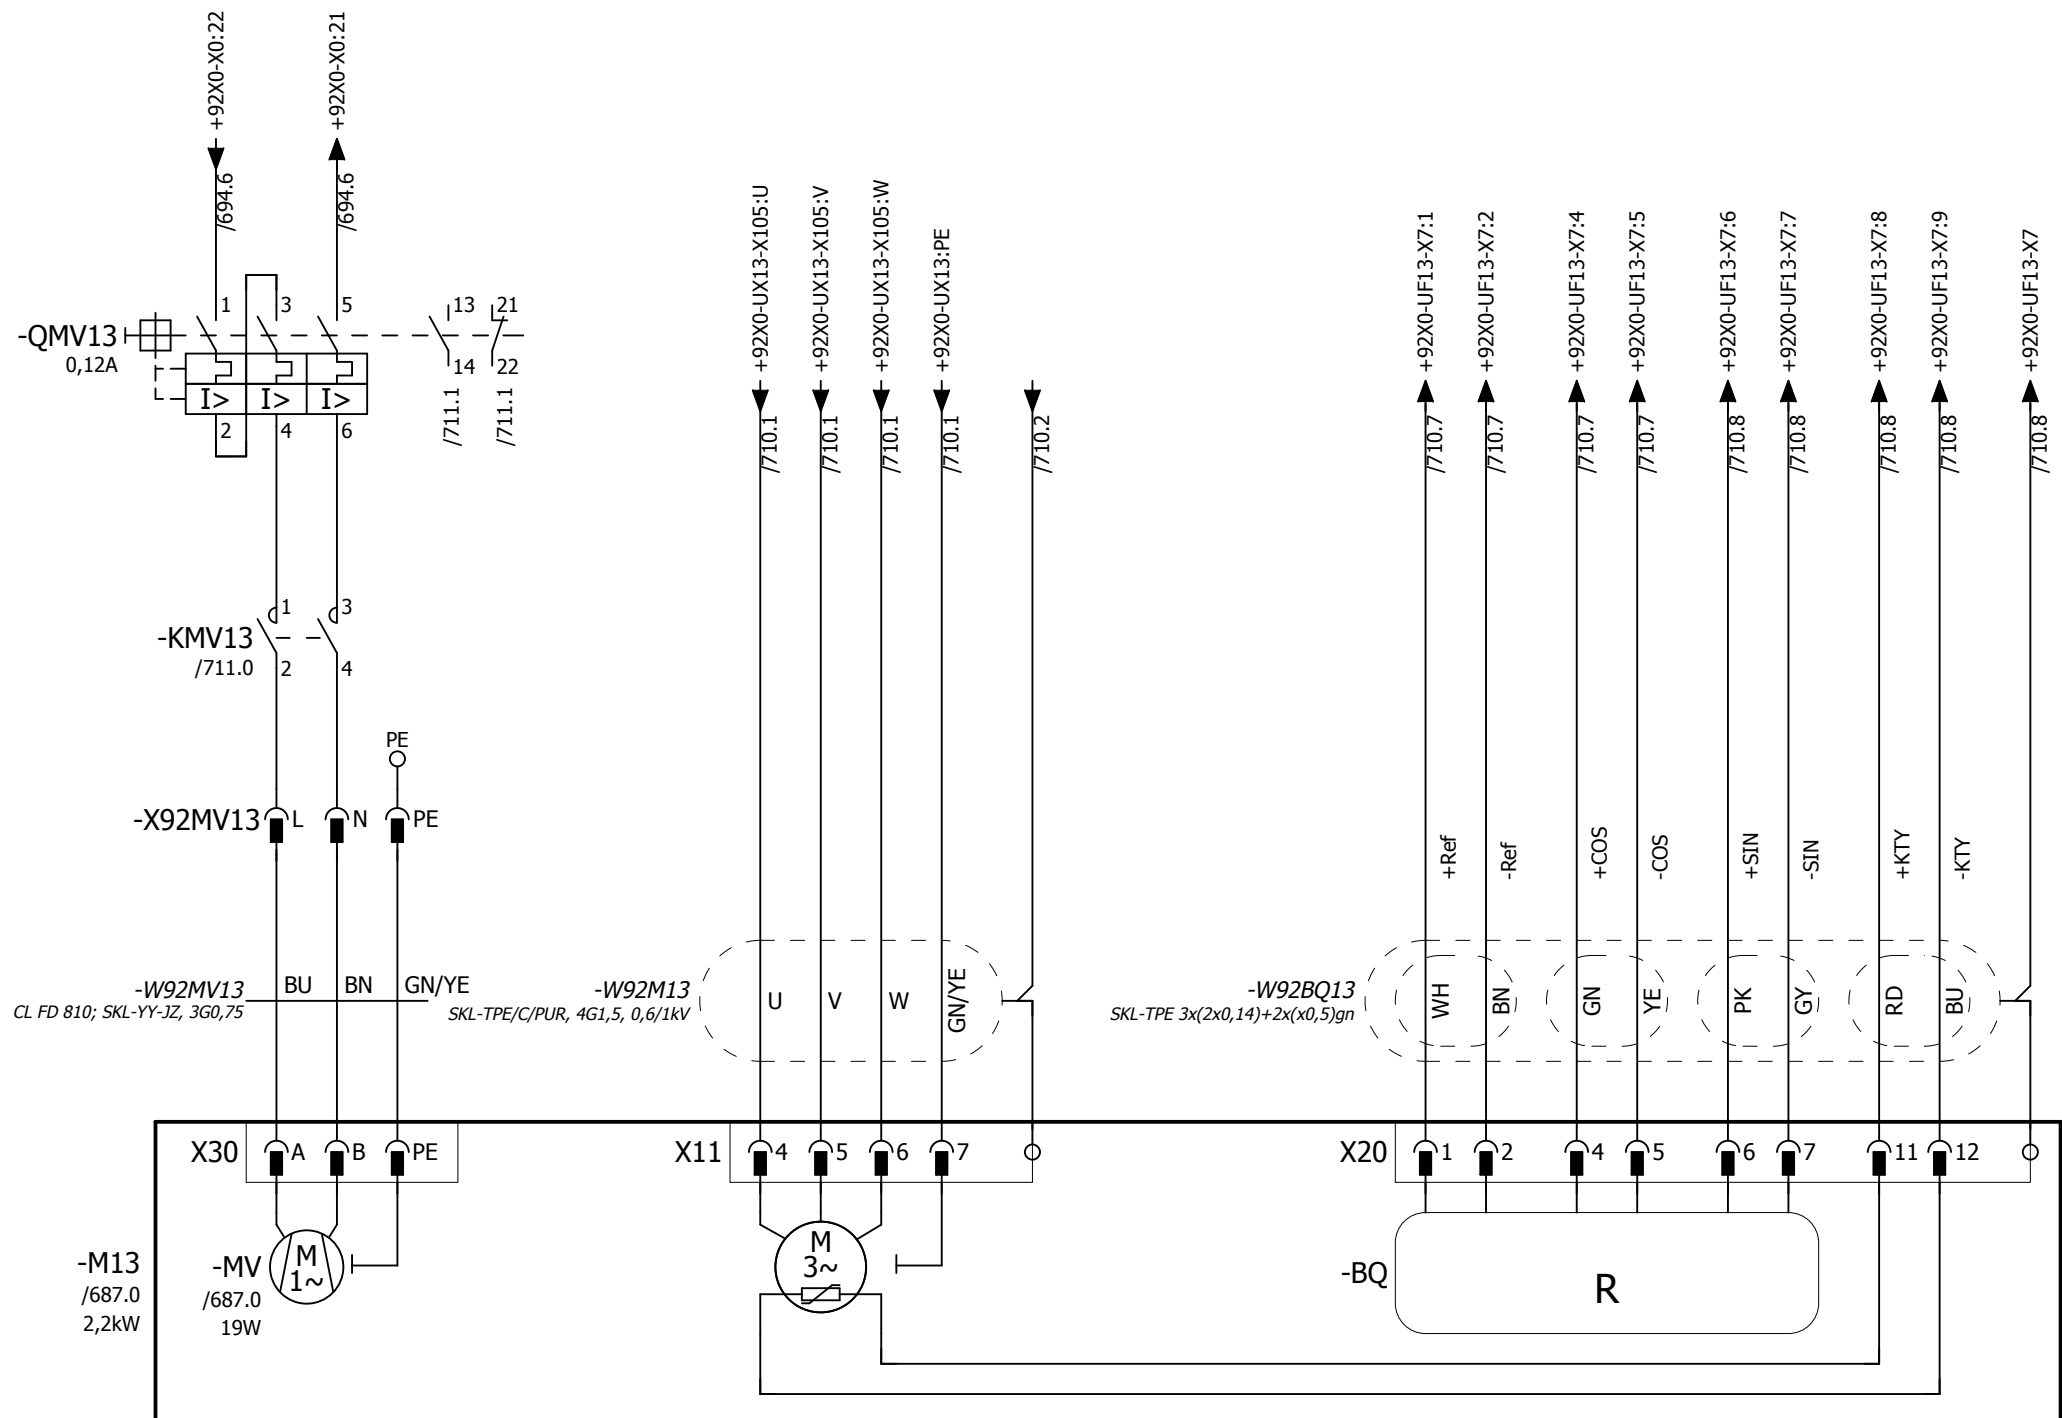 +92X0-X0:22
+92X0-X0:21
/694.6
/694.6
+92X0-UX13-X105:U
+92X0-UX13-X105:V
+92X0-UX13-X105:W
+92X0-UX13:PE
+92X0-UF13-X7:1
+92X0-UF13-X7:2
+92X0-UF13-X7:4
+92X0-UF13-X7:5
+92X0-UF13-X7:6
+92X0-UF13-X7:7
+92X0-UF13-X7:8
+92X0-UF13-X7:9
+92X0-UF13-X7
/710.1
/710.1
/710.1
/710.1
/710.2
/710.7
/710.7
/710.7
/710.7
/710.8
/710.8
/710.8
/710.8
/710.8
-QMV13
0,12A
1 3 5 13 21
I> I> I>
2 4 6 14 22
/711.1
/711.1
-KMV13
/711.0
1 3
2 4
PE
-X92MV13 L N PE
+Ref
-Ref
+COS
-COS
+SIN
-SIN
+KTY
-KTY
-W92MV13
CL FD 810; SKL-YY-JZ, 3G0,75
BU BN GN/YE
-W92M13
SKL-TPE/C/PUR, 4G1,5, 0,6/1kV
U V W GN/YE
-W92BQ13
SKL-TPE 3x(2x0,14)+2x(x0,5)gn
WH BN GN YE PK GY RD BU
X30 A B PE
X11 4 5 6 7
X20 1 2 4 5 6 7 11 12
-M13
/687.0
2,2kW
-MV
/687.0
19W
M
1~
M
3~
-BQ
R